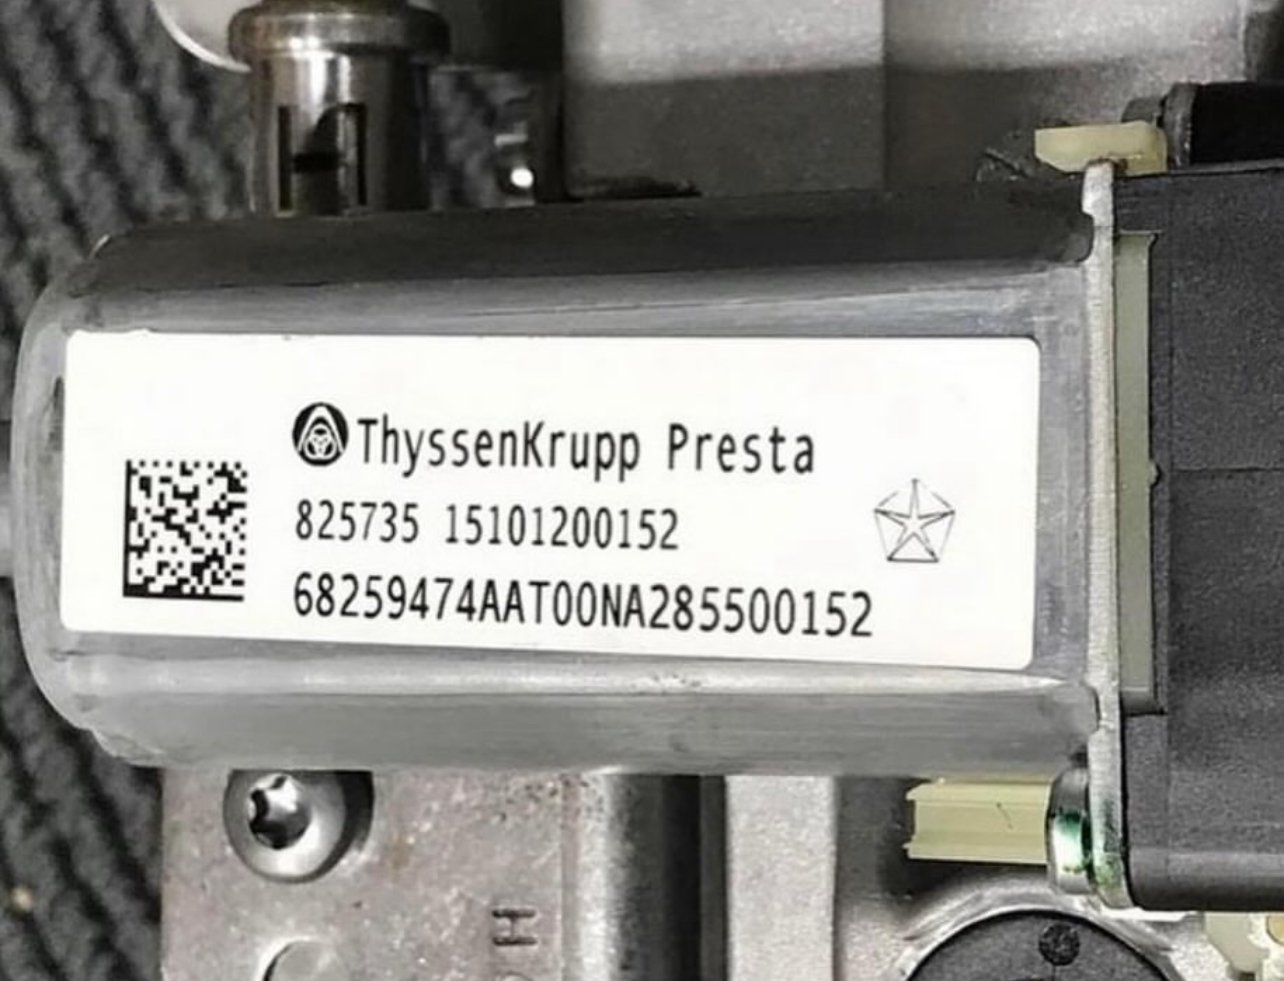 ThyssenKrupp Presta
825735 15101200152
68259474AAT00NA285500152
H